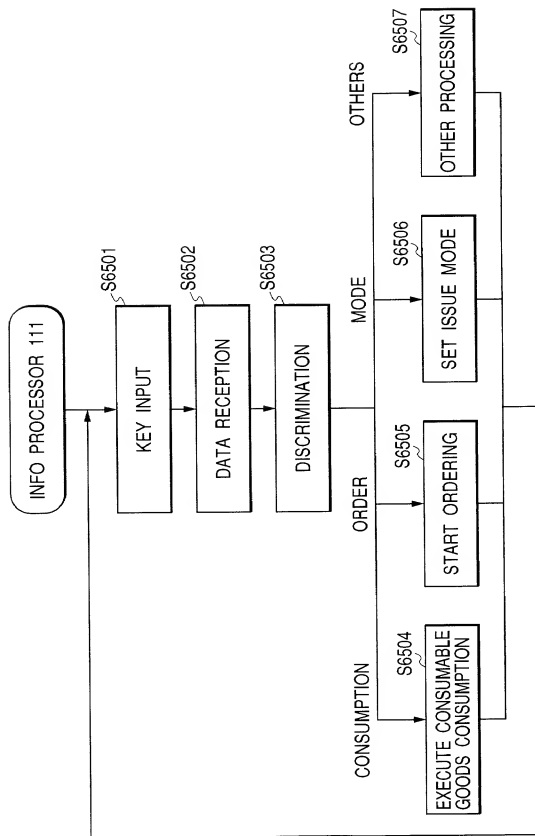 INFO PROCESSOR 111
S6501
KEY INPUT
S6502
DATA RECEPTION
S6503
DISCRIMINATION
CONSUMPTION
ORDER
MODE
OTHERS
S6504
EXECUTE CONSUMABLE
GOODS CONSUMPTION
S6505
START ORDERING
S6506
SET ISSUE MODE
S6507
OTHER PROCESSING